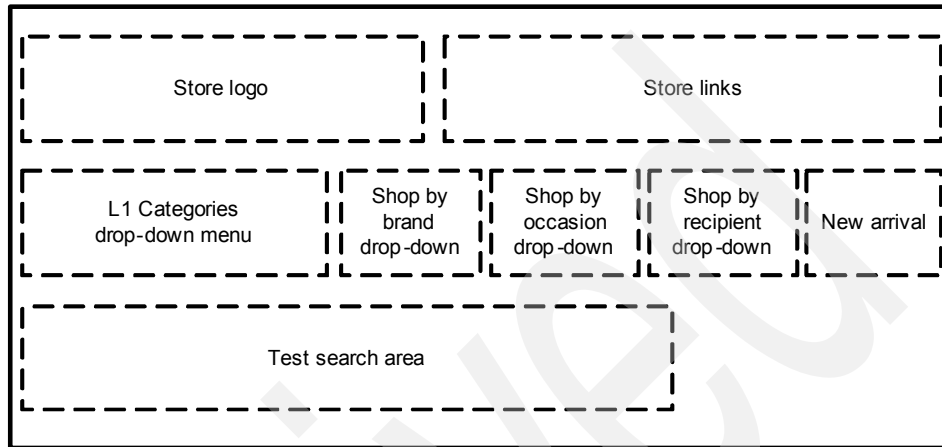 Store logo
Store links
L1 Categories
drop-down menu
Shop by
brand
drop-down
Shop by
occasion
drop-down
Shop by
recipient
drop-down
New arrival
Test search area